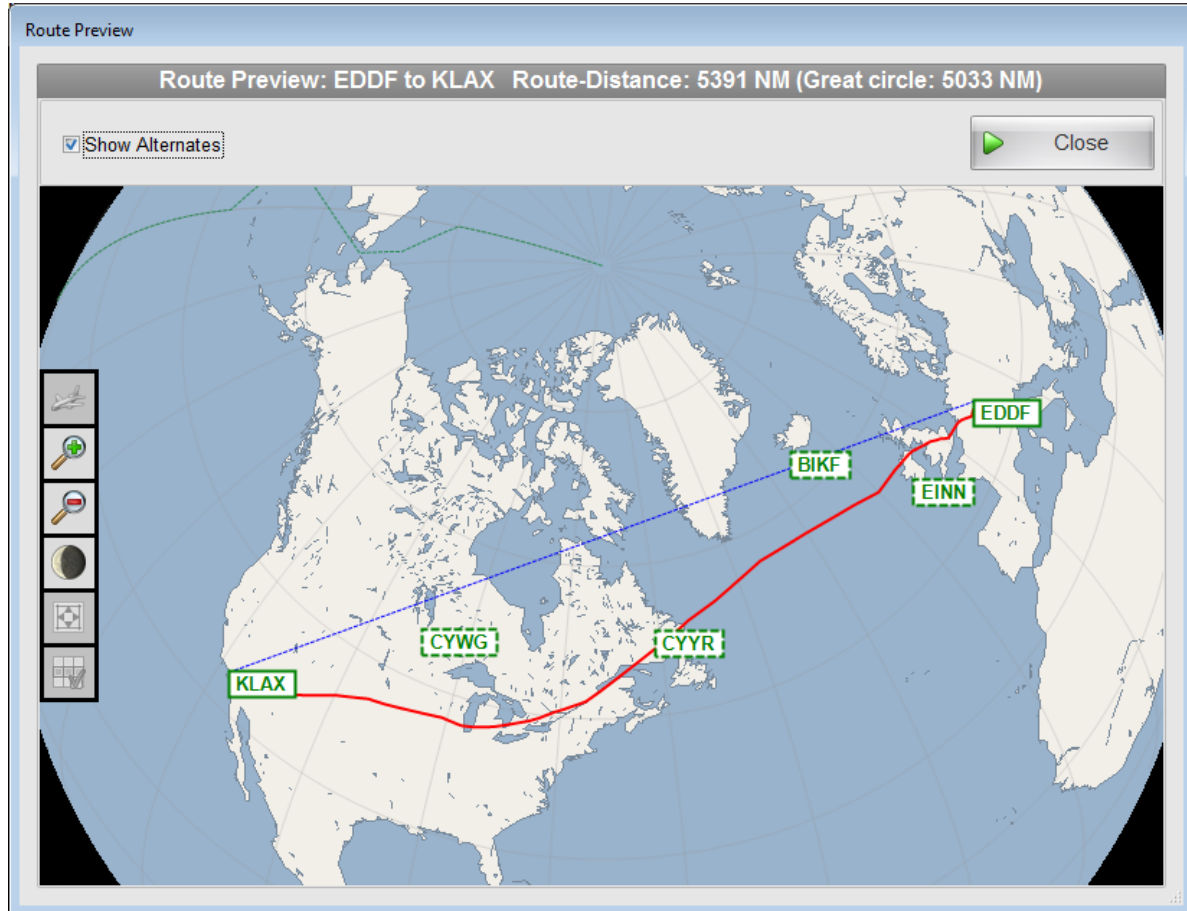 Route Preview
Route Preview: EDDF to KLAX Route-Distance: 5391 NM (Great circle: 5033 NM)
Show Alternates
Close
EDDF
BIKF
EINN
CYWG
CYYR
KLAX